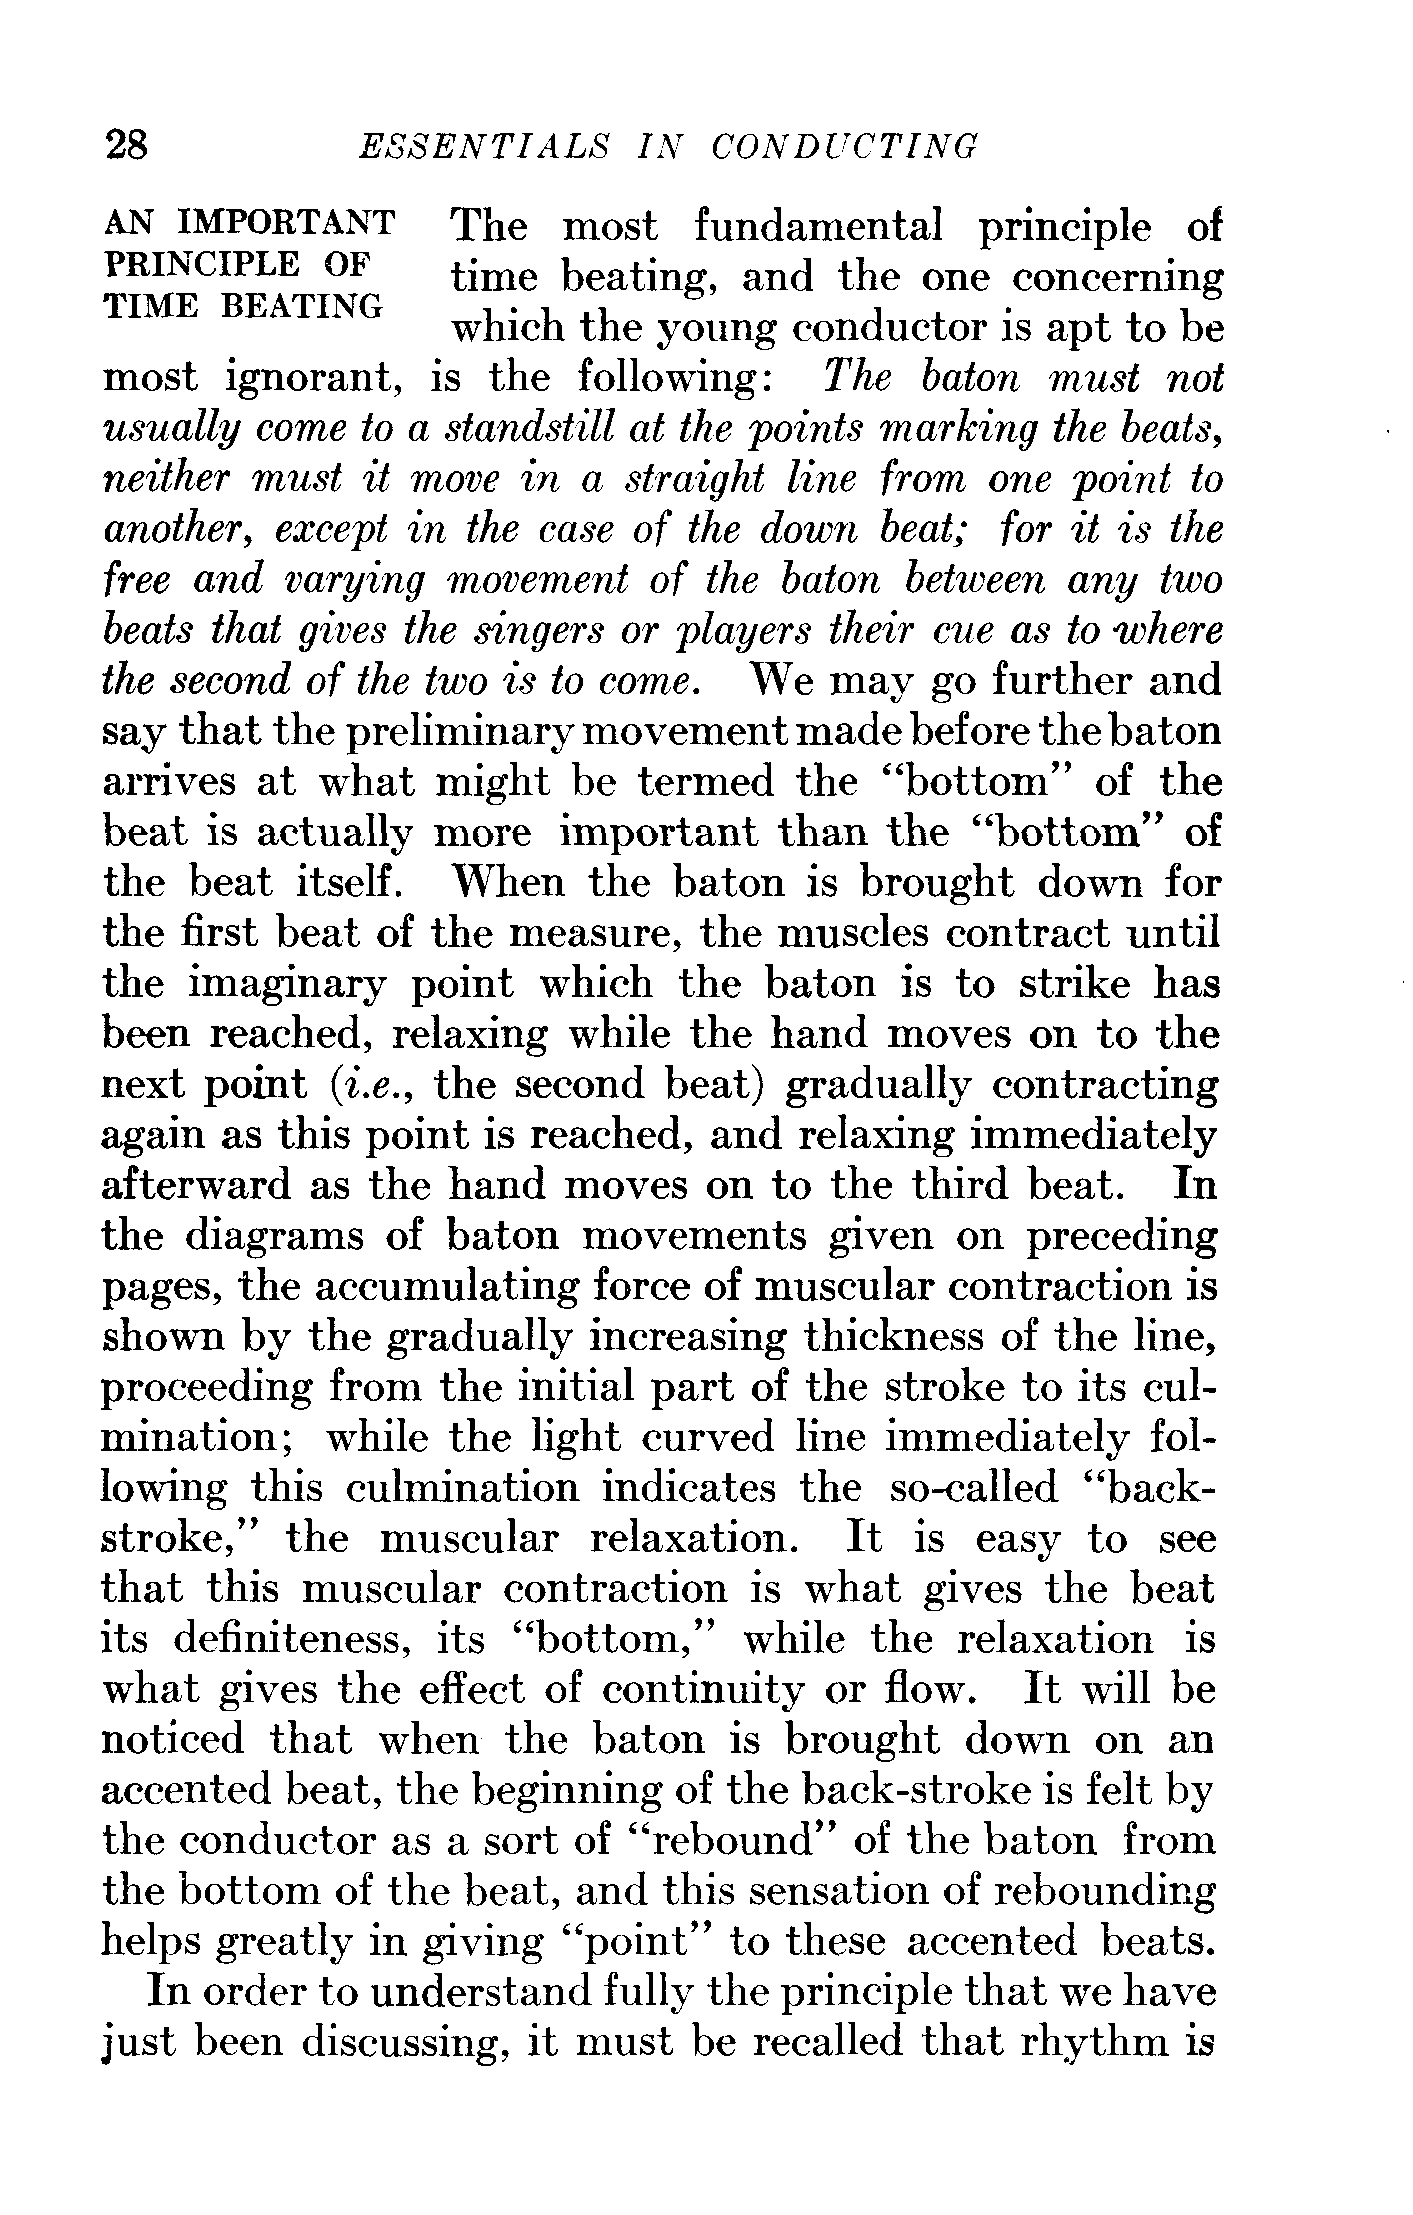 28 ESSENTIALS IN CONDUCTING
AN IMPORTANT
PRINCIPLE OF
TIME BEATING
The most fundamental principle of
time beating, and the one concerning
which the young conductor is apt to be
most ignorant, is the following: The baton must not
usually come to a standstill at the points marking the beats,
neither must it move in a straight line from one point to
another, except in the case of the down beat; for it is the
free and varying movement of the baton between any two
beats that gives the singers or players their cue as to where
the second of the two is to come. We may go further and
say that the preliminary movement made before the baton
arrives at what might be termed the “bottom” of the
beat is actually more important than the “bottom” of
the beat itself. When the baton is brought down for
the first beat of the measure, the muscles contract until
the imaginary point which the baton is to strike has
been reached, relaxing while the hand moves on to the
next point (i.e., the second beat) gradually contracting
again as this point is reached, and relaxing immediately
afterward as the hand moves on to the third beat. In
the diagrams of baton movements given on preceding
pages, the accumulating force of muscular contraction is
shown by the gradually increasing thickness of the line,
proceeding from the initial part of the stroke to its cul-
mination; while the light curved line immediately fol-
lowing this culmination indicates the so-called “back-
stroke,” the muscular relaxation. It is easy to see
that this muscular contraction is what gives the beat
its definiteness, its “bottom,” while the relaxation is
what gives the effect of continuity or flow. It will be
noticed that when the baton is brought down on an
accented beat, the beginning of the back-stroke is felt by
the conductor as a sort of “rebound” of the baton from
the bottom of the beat, and this sensation of rebounding
helps greatly in giving “point” to these accented beats.
In order to understand fully the principle that we have
just been discussing, it must be recalled that rhythm is